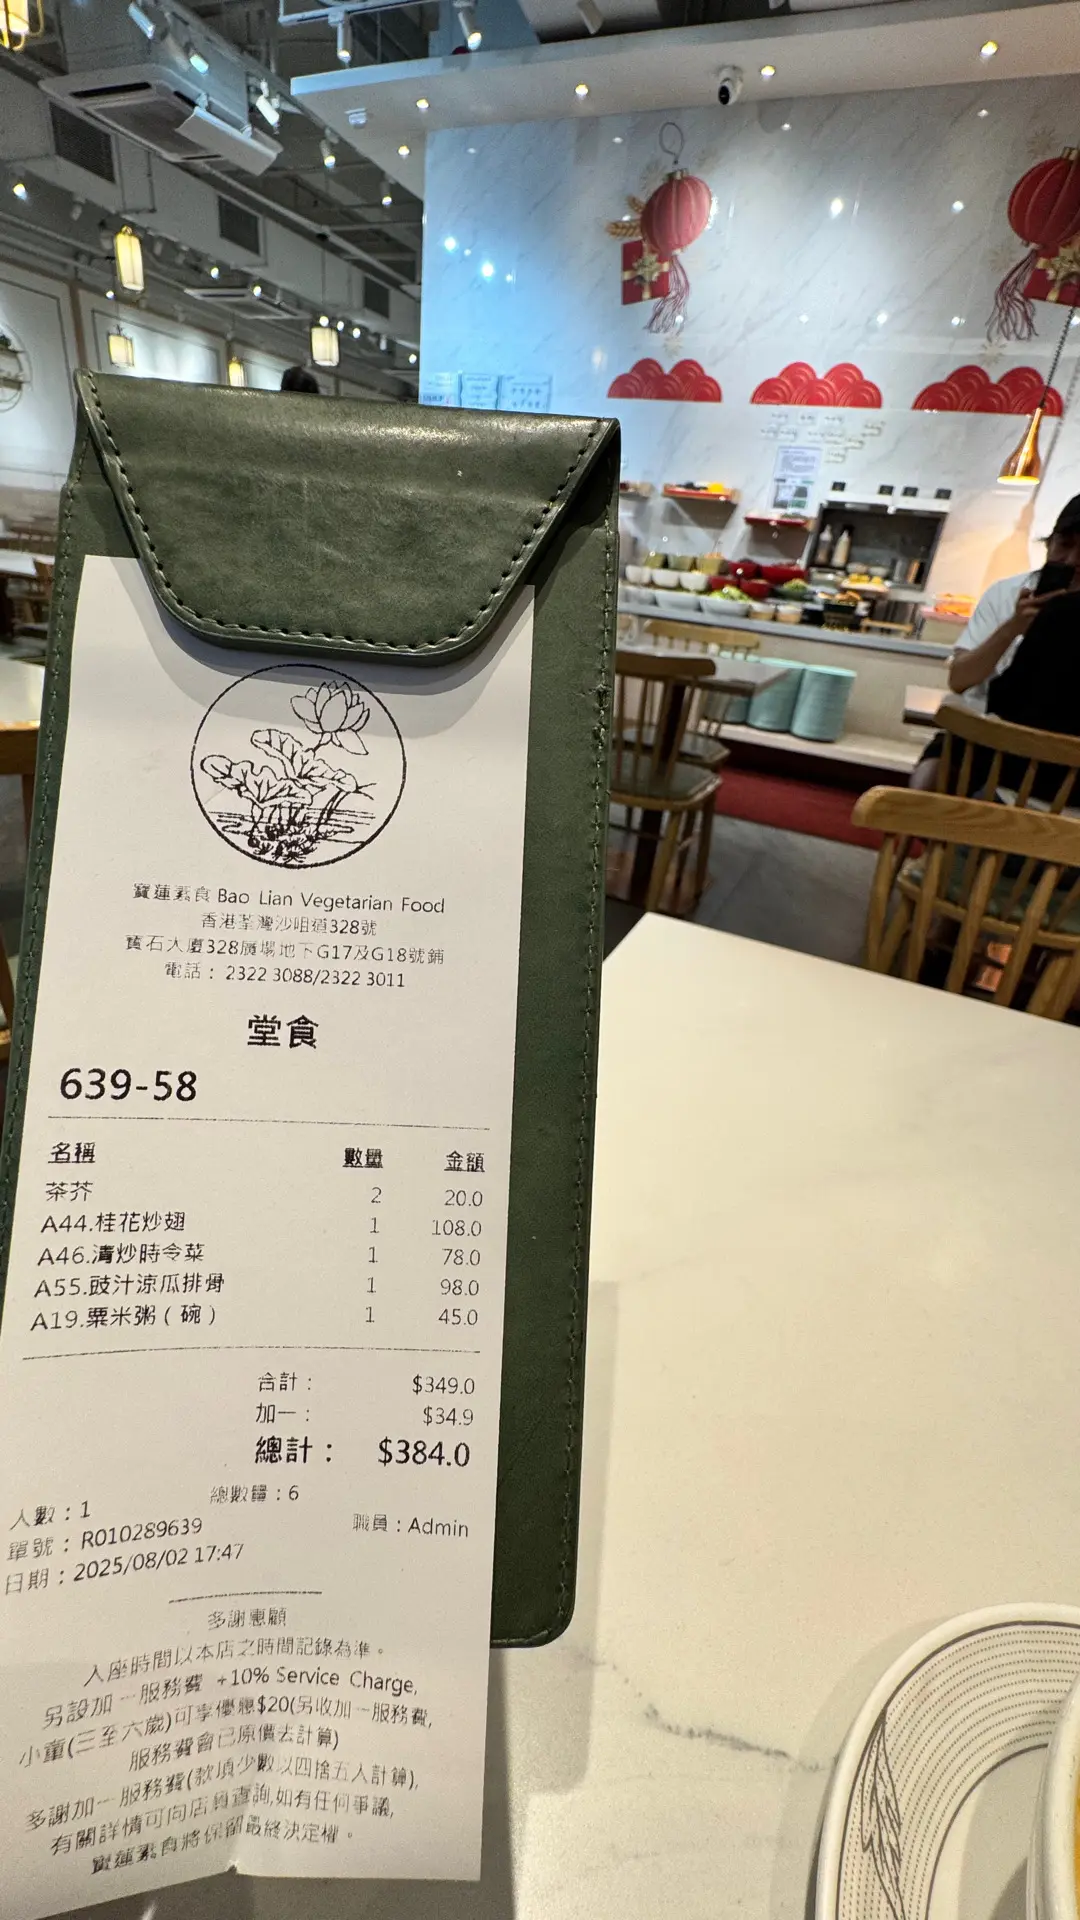 寶蓮素食 Bao Lian Vegetarian Food
香港荃灣沙咀道328號
寶石大廈328廣場地下G17及G18號鋪
電話：2322 3088/2322 3011
堂食
639-58
名稱 數量 金額
茶芥 2 20.0
A44.桂花炒翅 1 108.0
A46.清炒時令菜 1 78.0
A55.豉汁涼瓜排骨 1 98.0
A19.粟米粥（碗） 1 45.0
合計： $349.0
加一： $34.9
總計： $384.0
總數量：6
人數：1
單號：R010289639 職員：Admin
日期：2025/08/02 17:47
多謝惠顧
入座時間以本店之時間記錄為準。
另設加一服務費 +10% Service Charge,
小童(三至六歲)可享優惠$20(另收加一服務費,
服務費會已原價去計算)
多謝加一服務費(款項少數以四捨五入計算),
有關詳情可向店員查詢,如有任何爭議,
寶蓮素食將保留最終決定權。